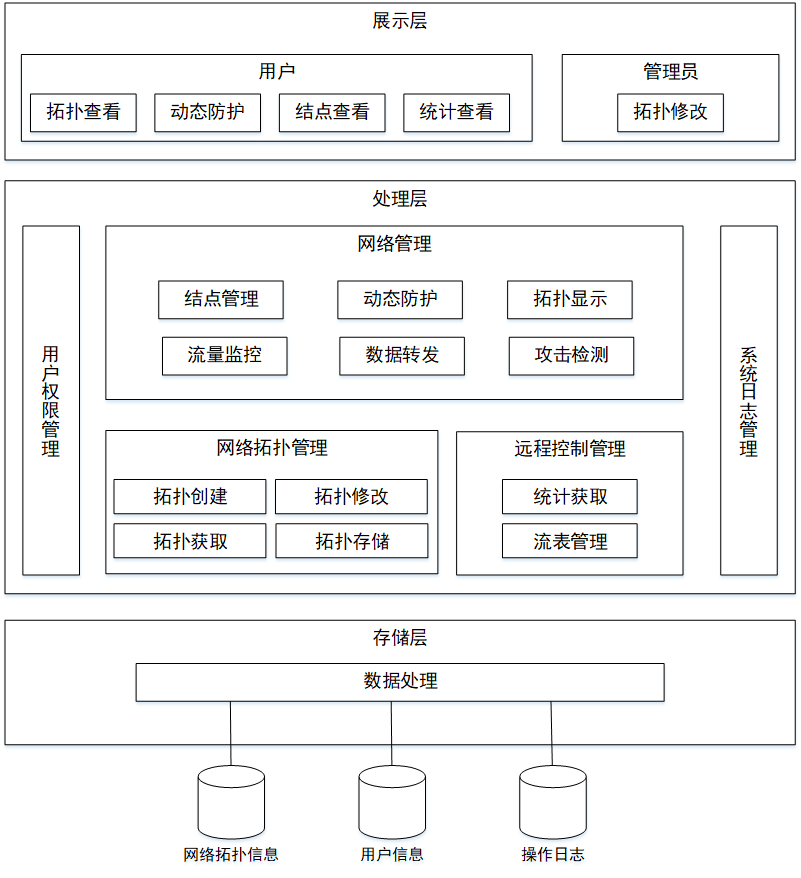 展示层
用户
拓扑查看
动态防护
结点查看
统计查看
管理员
拓扑修改
处理层
用户权限管理
网络管理
结点管理
动态防护
拓扑显示
流量监控
数据转发
攻击检测
网络拓扑管理
拓扑创建
拓扑修改
拓扑获取
拓扑存储
远程控制管理
统计获取
流表管理
系统日志管理
存储层
数据处理
网络拓扑信息
用户信息
操作日志